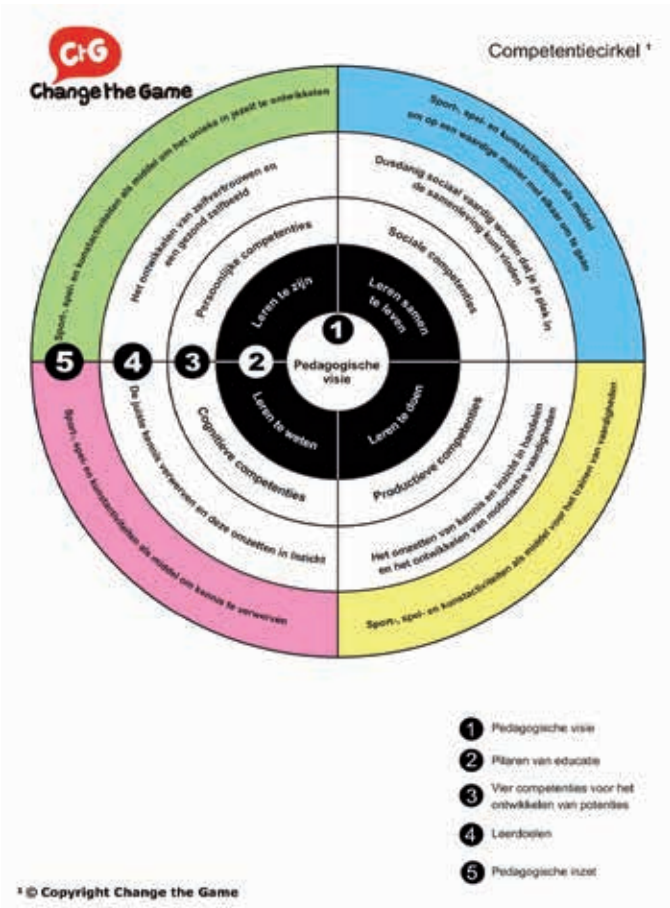 CtG
Change the Game
Competentiecirkel ¹
Sport-, spel- en kunstactiviteiten als middel om het unieke in jezelf te ontwikkelen
Het ontwikkelen van zelfvertrouwen en
een gezond zelfbeeld
Persoonlijke competenties
Leren te zijn
Sport-, spel- en kunstactiviteiten als middel
om op een waardige manier met elkaar om te gaan
Dusdanig sociaal vaardig worden dat je je plek in
de samenleving kunt vinden
Sociale competenties
Leren samen
te leven
1
5
4
3
2
Pedagogische
visie
Leren te weten
Cognitieve competenties
De juiste kennis verwerven en deze omzetten in inzicht
Sport-, spel en kunstactiviteiten als middel om kennis te verwerven
Leren te doen
Productieve competenties
Het omzetten van kennis en inzicht in handelen
en het ontwikkelen van motorische vaardigheden
Sport-, spel- en kunstactiviteiten als middel voor het trainen van vaardigheden
1 Pedagogische visie
2 Pilaren van educatie
3 Vier competenties voor het
ontwikkelen van potenties
4 Leerdoelen
5 Pedagogische inzet
¹ © Copyright Change the Game